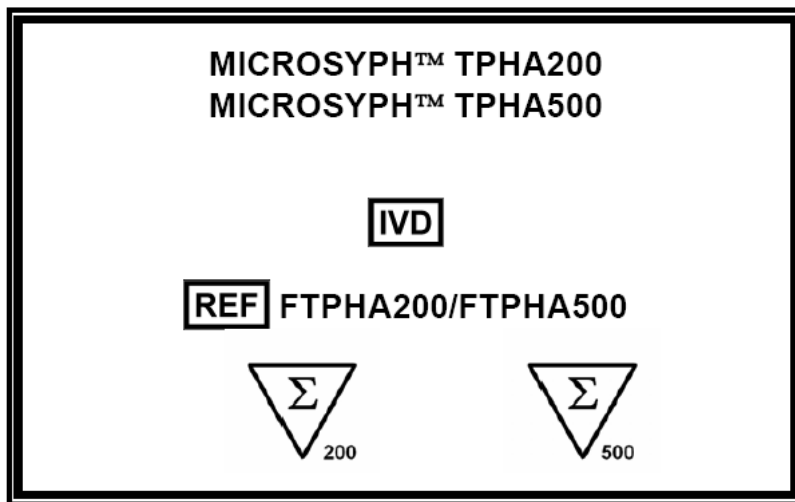 MICROSYPH™ TPHA200
MICROSYPH™ TPHA500
IVD
REF FTPHA200/FTPHA500
Σ Σ
200 500